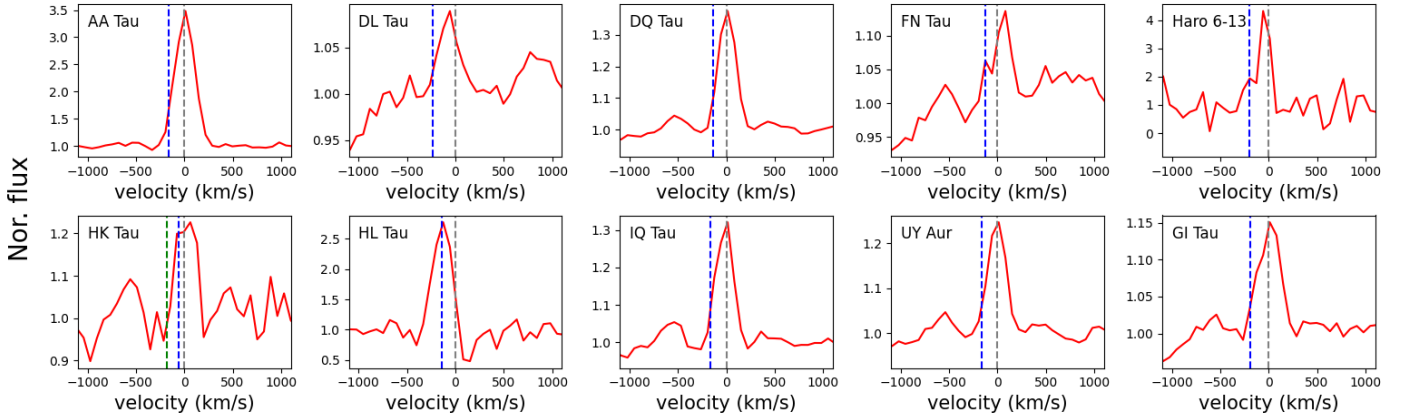 Nor. flux
AA Tau
3.5
3.0
2.5
2.0
1.5
1.0
−1000 −500 0 500 1000
velocity (km/s)
DL Tau
1.05
1.00
0.95
−1000 −500 0 500 1000
velocity (km/s)
DQ Tau
1.3
1.2
1.1
1.0
−1000 −500 0 500 1000
velocity (km/s)
FN Tau
1.10
1.05
1.00
0.95
−1000 −500 0 500 1000
velocity (km/s)
Haro 6-13
4
3
2
1
0
−1000 −500 0 500 1000
velocity (km/s)
HK Tau
1.2
1.1
1.0
0.9
−1000 −500 0 500 1000
velocity (km/s)
HL Tau
2.5
2.0
1.5
1.0
0.5
−1000 −500 0 500 1000
velocity (km/s)
IQ Tau
1.3
1.2
1.1
1.0
−1000 −500 0 500 1000
velocity (km/s)
UY Aur
1.2
1.1
1.0
−1000 −500 0 500 1000
velocity (km/s)
GI Tau
1.15
1.10
1.05
1.00
−1000 −500 0 500 1000
velocity (km/s)